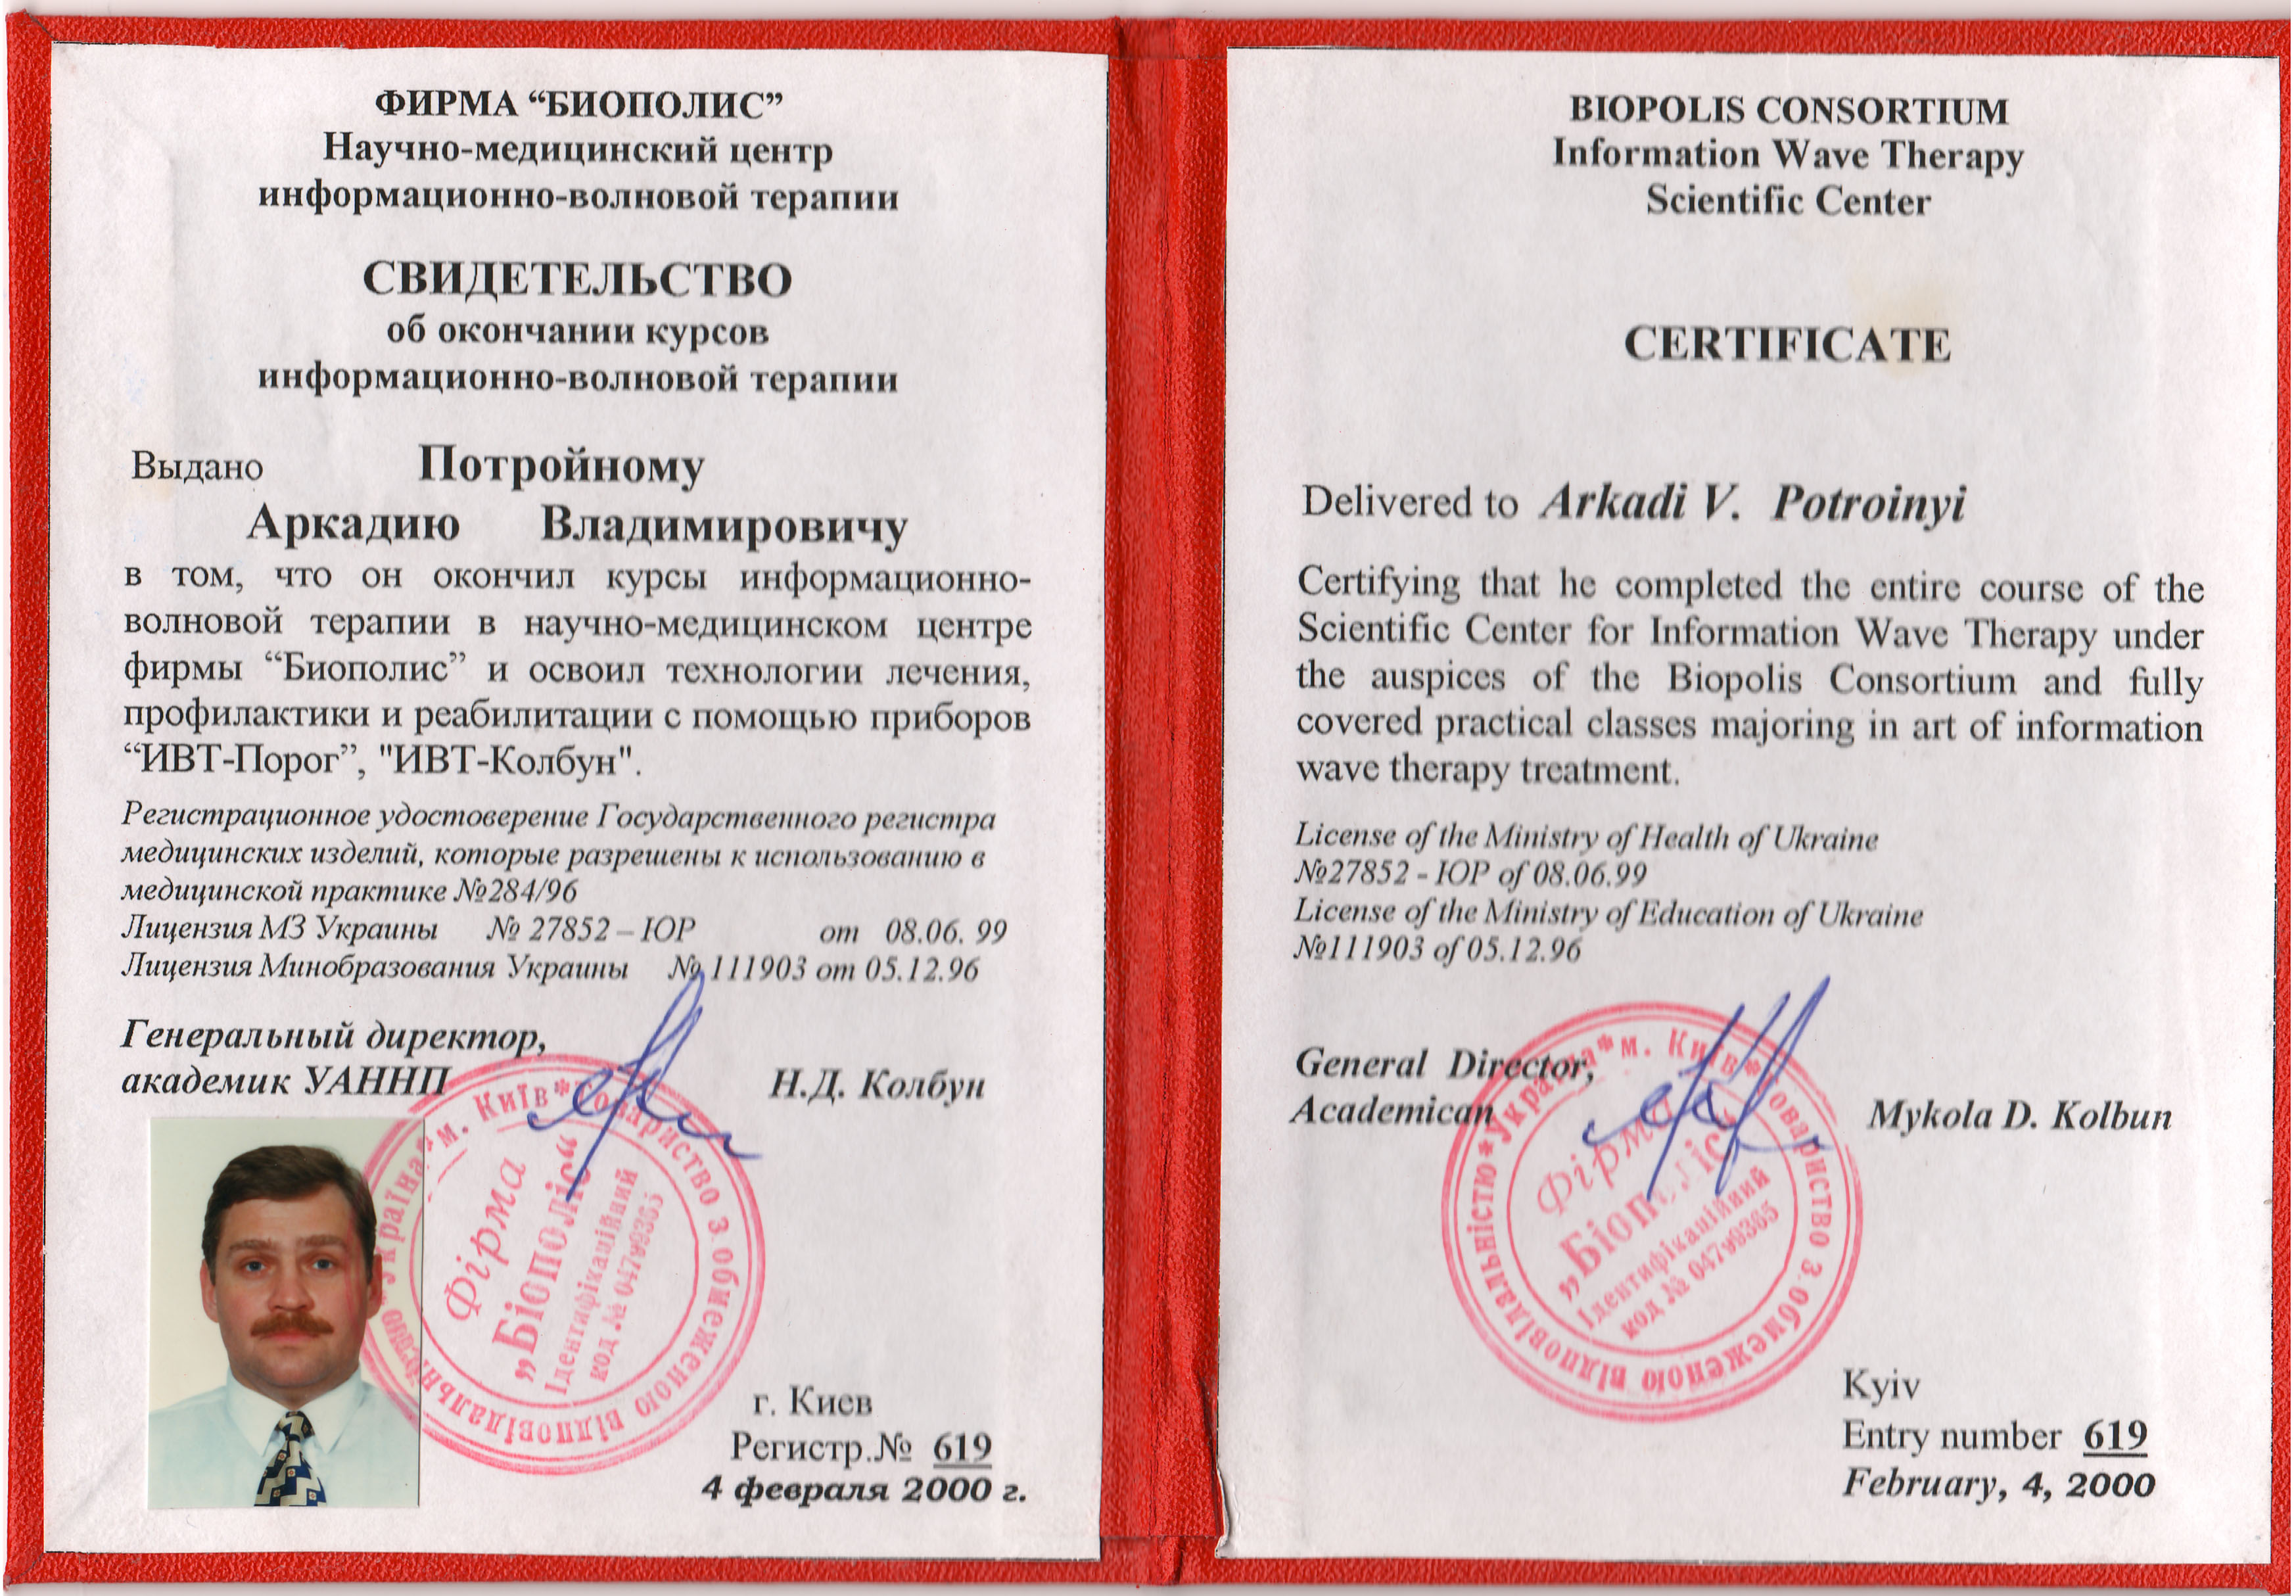 ФИРМА “БИОПОЛИС”
Научно-медицинский центр
информационно-волновой терапии
СВИДЕТЕЛЬСТВО
об окончании курсов
информационно-волновой терапии
Выдано Потройному
Аркадию Владимировичу
в том, что он окончил курсы информационно-
волновой терапии в научно-медицинском центре
фирмы “Биополис” и освоил технологии лечения,
профилактики и реабилитации с помощью приборов
“ИВТ-Порог”, "ИВТ-Колбун".
Регистрационное удостоверение Государственного регистра
медицинских изделий, которые разрешены к использованию в
медицинской практике №284/96
Лицензия МЗ Украины № 27852 – ЮР от 08.06. 99
Лицензия Минобразования Украины № 111903 от 05.12.96
Генеральный директор,
академик УАННП Н.Д. Колбун
Україна * м. Київ * Товариство з обмеженою відповідальністю
Фірма
„Біополіс“
Ідентифікаційний
код №
г. Киев
Регистр.№ 619
4 февраля 2000 г.
BIOPOLIS CONSORTIUM
Information Wave Therapy
Scientific Center
CERTIFICATE
Delivered to Arkadi V. Potroinyi
Certifying that he completed the entire course of the
Scientific Center for Information Wave Therapy under
the auspices of the Biopolis Consortium and fully
covered practical classes majoring in art of information
wave therapy treatment.
License of the Ministry of Health of Ukraine
№27852 - ЮР of 08.06.99
License of the Ministry of Education of Ukraine
№111903 of 05.12.96
General Director,
Academican Mykola D. Kolbun
Україна * м. Київ * Товариство з обмеженою відповідальністю *
Фірма
„Біополіс“
Ідентифікаційний
код №
Kyiv
Entry number 619
February, 4, 2000